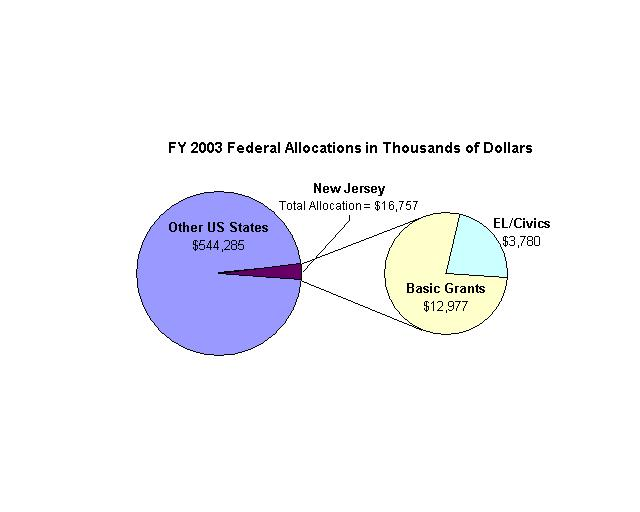 FY 2003 Federal Allocations in Thousands of Dollars
New Jersey
Total Allocation = $16,757
Other US States
$544,285
EL/Civics
$3,780
Basic Grants
$12,977